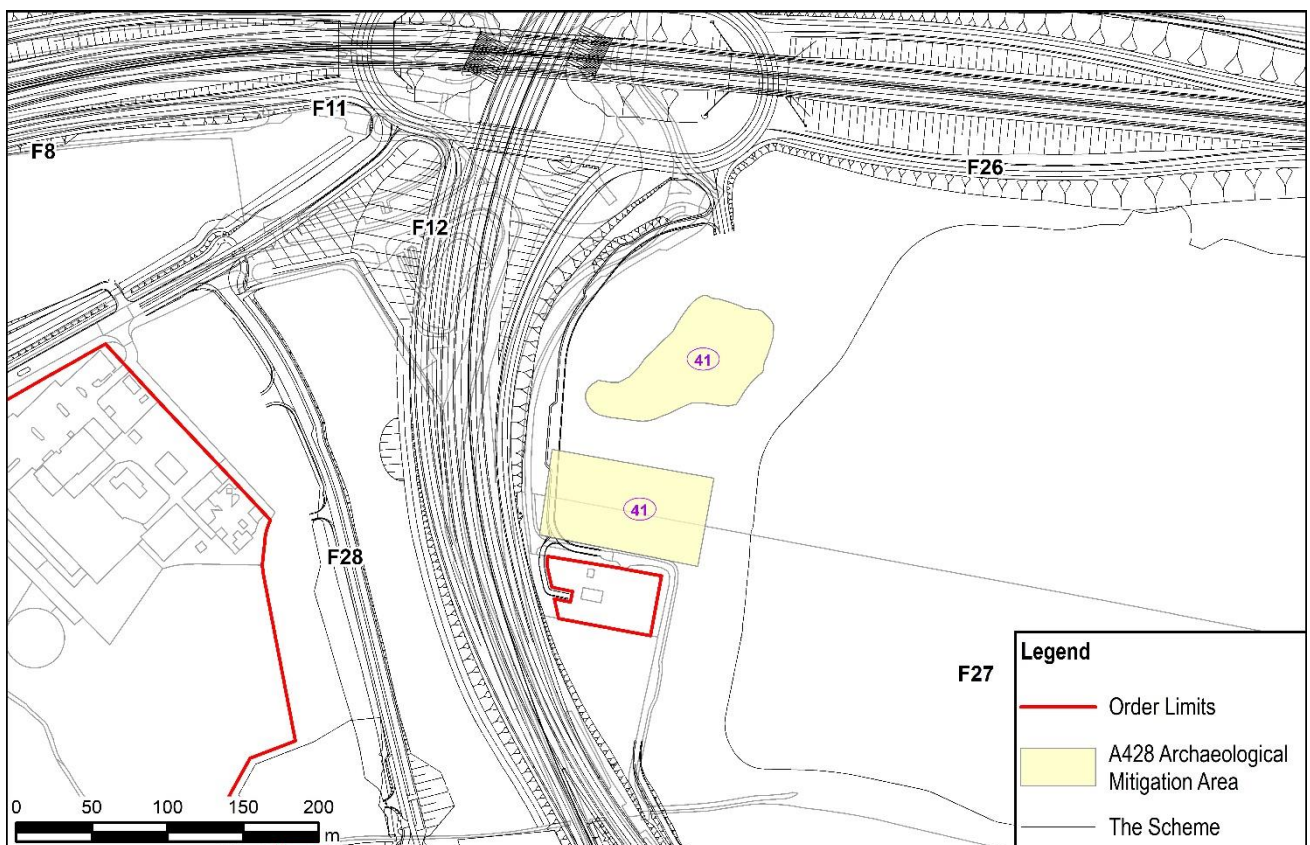 F11
F8
F26
F12
41
41
F28
F27
Legend
Order Limits
A428 Archaeological
Mitigation Area
The Scheme
0 50 100 150 200
m